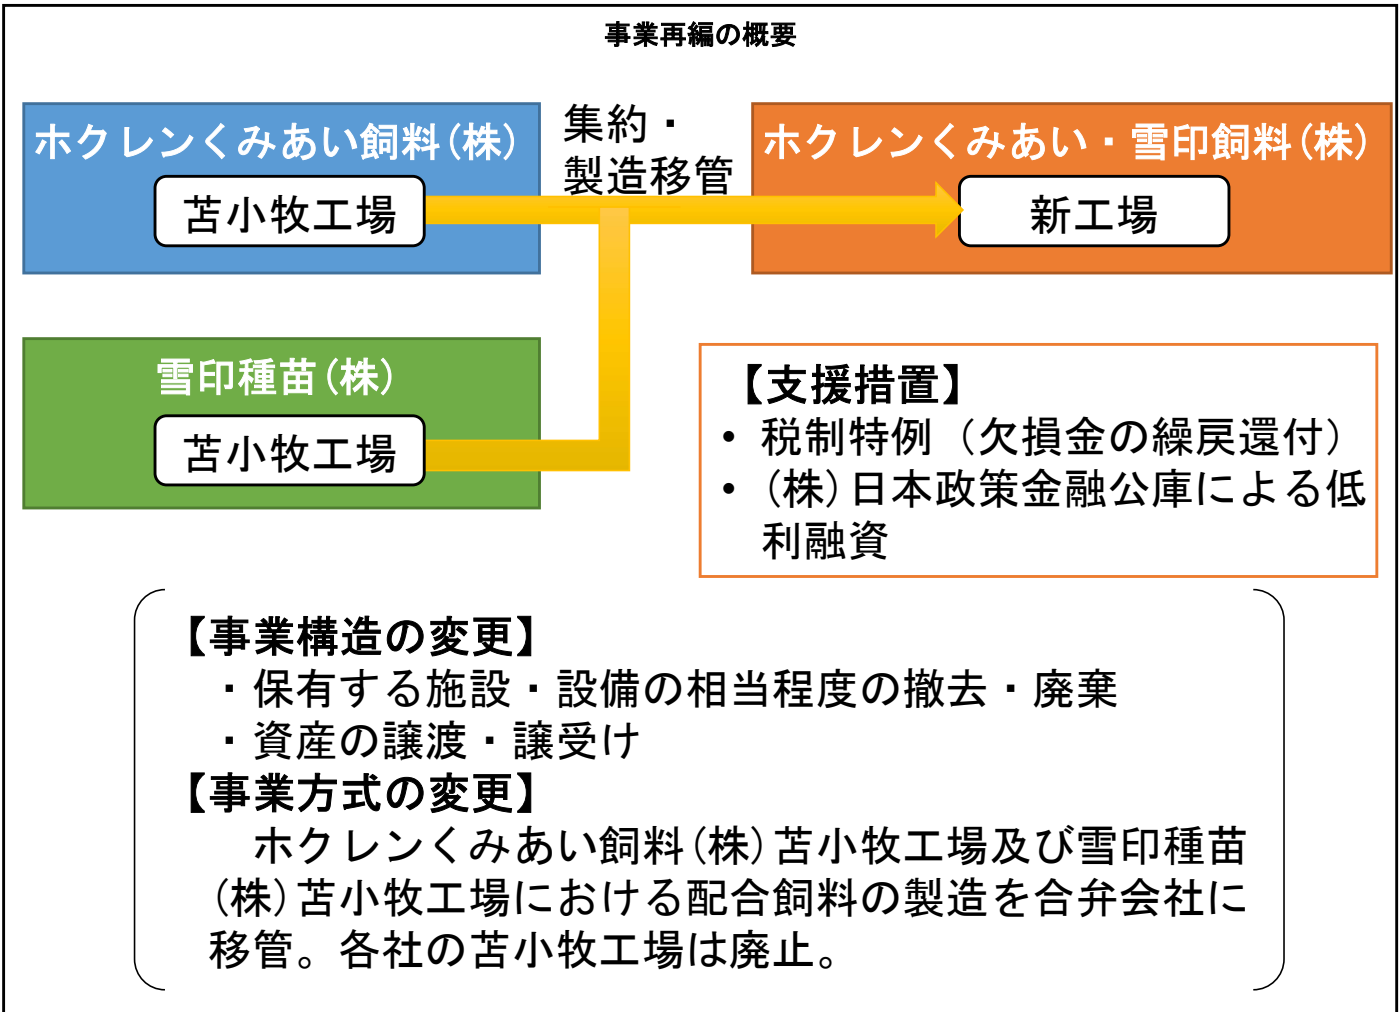 事業再編の概要
ホクレンくみあい飼料(株)
苫小牧工場
集約・
製造移管
ホクレンくみあい・雪印飼料(株)
新工場
雪印種苗(株)
苫小牧工場
【支援措置】
• 税制特例（欠損金の繰戻還付）
• (株)日本政策金融公庫による低
利融資
【事業構造の変更】
・保有する施設・設備の相当程度の撤去・廃棄
・資産の譲渡・譲受け
【事業方式の変更】
ホクレンくみあい飼料(株)苫小牧工場及び雪印種苗
(株)苫小牧工場における配合飼料の製造を合弁会社に
移管。各社の苫小牧工場は廃止。